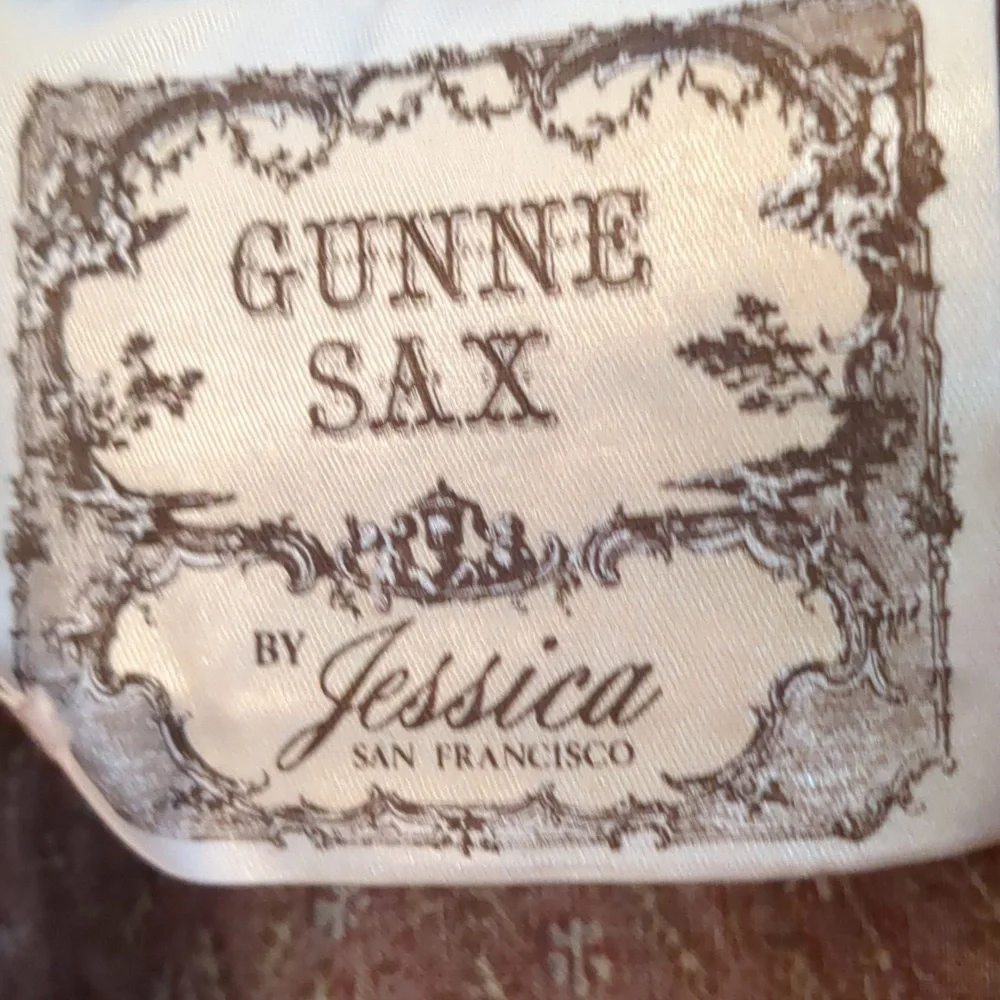 GUNNE
SAX
BY Jessica
SAN FRANCISCO